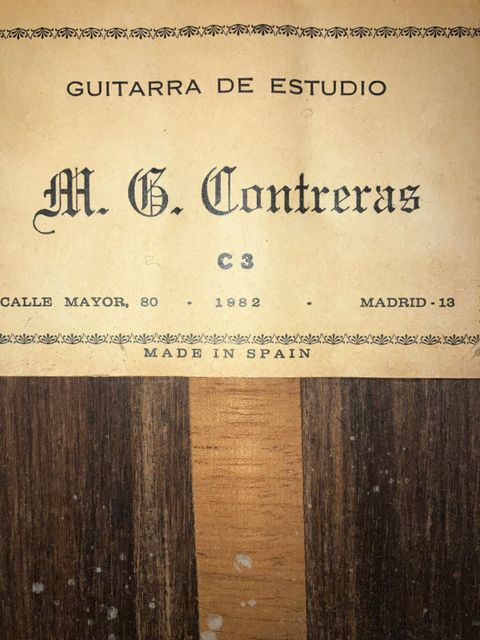 GUITARRA DE ESTUDIO
M. G. Contreras
C 3
CALLE MAYOR, 80 - 1982 - MADRID - 13
MADE IN SPAIN